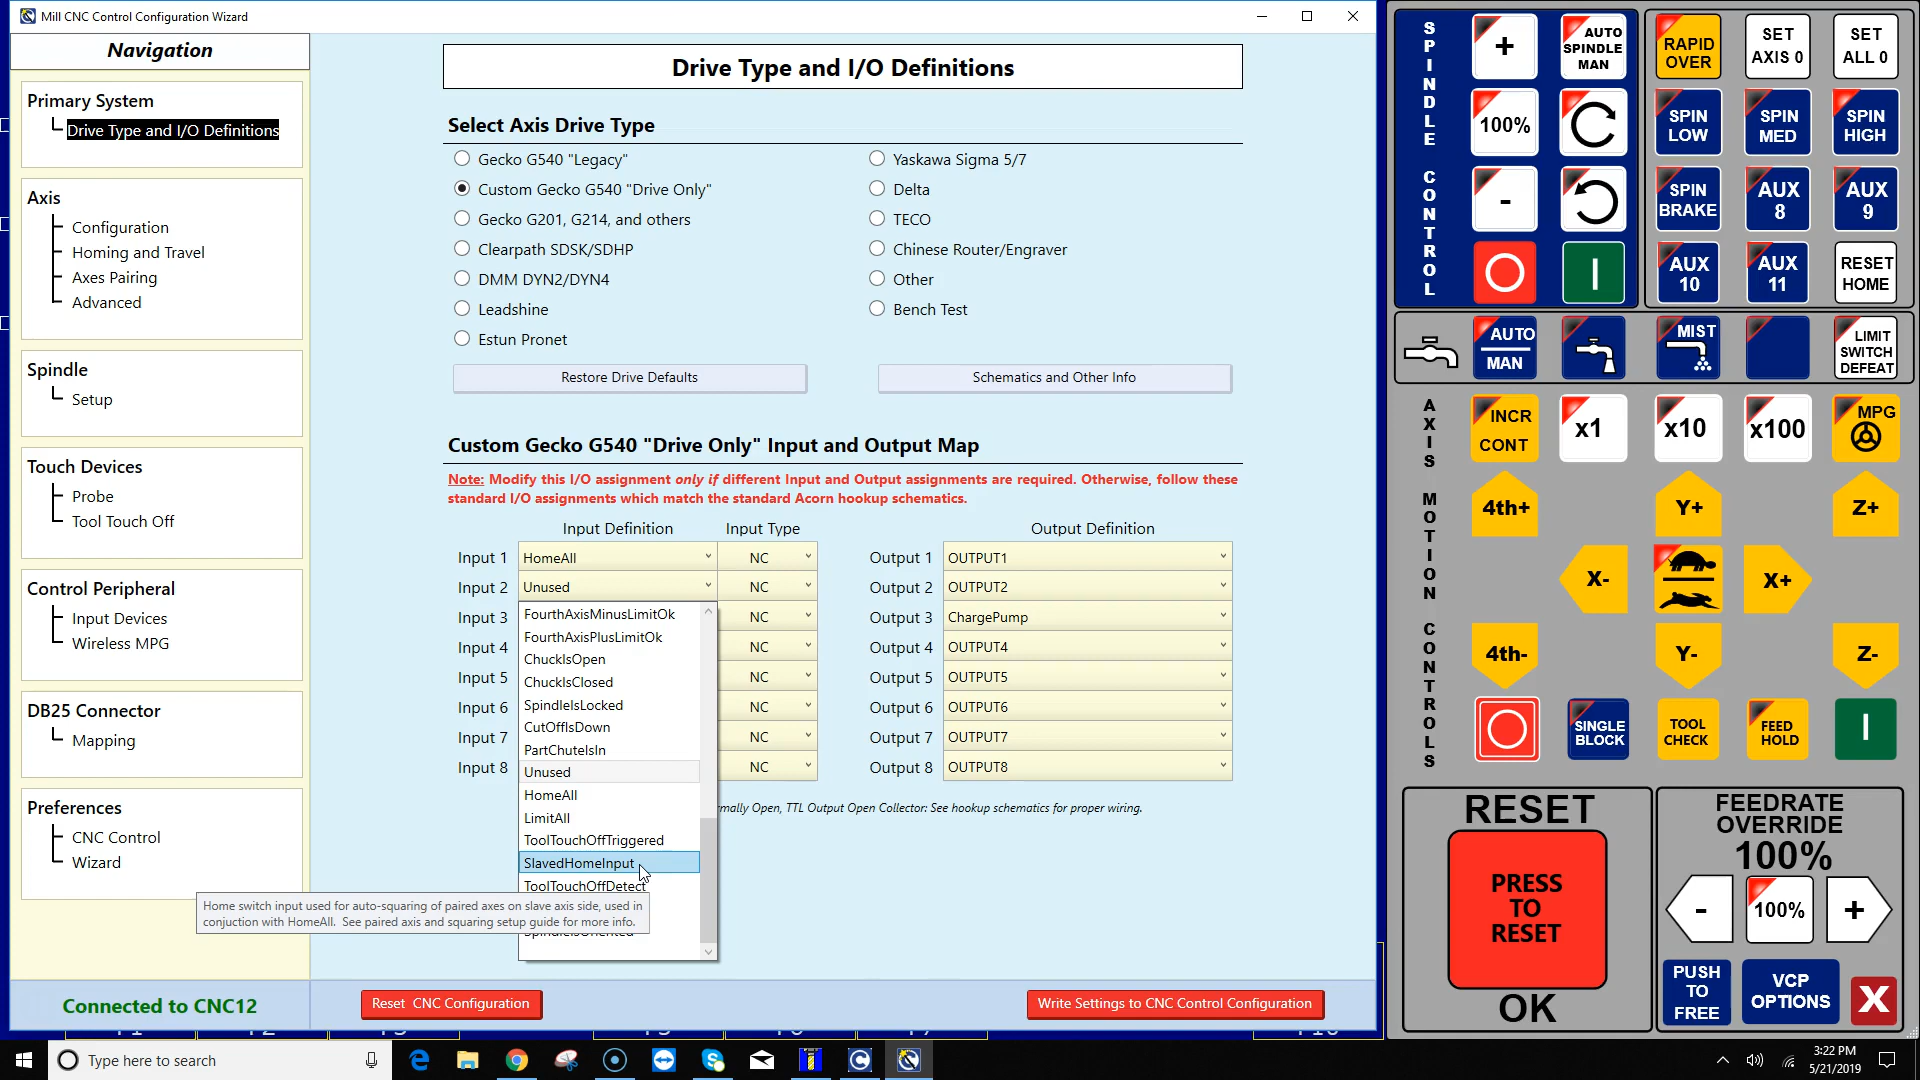 Mill CNC Control Configuration Wizard
Navigation
Primary System
Drive Type and I/O Definitions
Axis
Configuration
Homing and Travel
Axes Pairing
Advanced
Spindle
Setup
Touch Devices
Probe
Tool Touch Off
Control Peripheral
Input Devices
Wireless MPG
DB25 Connector
Mapping
Preferences
CNC Control
Wizard
Connected to CNC12
Drive Type and I/O Definitions
Select Axis Drive Type
Gecko G540 "Legacy"
Custom Gecko G540 "Drive Only"
Gecko G201, G214, and others
Clearpath SDSK/SDHP
DMM DYN2/DYN4
Leadshine
Estun Pronet
Yaskawa Sigma 5/7
Delta
TECO
Chinese Router/Engraver
Other
Bench Test
Restore Drive Defaults
Schematics and Other Info
Custom Gecko G540 "Drive Only" Input and Output Map
Note: Modify this I/O assignment only if different Input and Output assignments are required. Otherwise, follow these
standard I/O assignments which match the standard Acorn hookup schematics.
Input Definition Input Type Output Definition
Input 1 HomeAll NC Output 1 OUTPUT1
Input 2 Unused NC Output 2 OUTPUT2
Input 3 NC Output 3 ChargePump
Input 4 NC Output 4 OUTPUT4
Input 5 NC Output 5 OUTPUT5
Input 6 NC Output 6 OUTPUT6
Input 7 NC Output 7 OUTPUT7
Input 8 NC Output 8 OUTPUT8
FourthAxisMinusLimitOk
FourthAxisPlusLimitOk
ChuckIsOpen
ChuckIsClosed
SpindleIsLocked
CutOffIsDown
PartChuteIsIn
Unused
HomeAll
LimitAll
ToolTouchOffTriggered
SlavedHomeInput
ToolTouchOffDetect
SpindleIsOriented
Open, TTL Output Open Collector: See hookup schematics for proper wiring.
Home switch input used for auto-squaring of paired axes on slave axis side, used in
conjuction with HomeAll. See paired axis and squaring setup guide for more info.
Reset CNC Configuration
Write Settings to CNC Control Configuration
SPINDLE CONTROL
+
AUTO
SPINDLE
MAN
100%
-
RAPID
OVER
SET
AXIS 0
SET
ALL 0
SPIN
LOW
SPIN
MED
SPIN
HIGH
SPIN
BRAKE
AUX
8
AUX
9
AUX
10
AUX
11
RESET
HOME
AUTO
MAN
MIST
LIMIT
SWITCH
DEFEAT
AXIS MOTION CONTROLS
INCR
CONT
x1
x10
x100
MPG
4th+
Y+
Z+
X-
X+
4th-
Y-
Z-
SINGLE
BLOCK
TOOL
CHECK
FEED
HOLD
I
RESET
PRESS
TO
RESET
OK
FEEDRATE
OVERRIDE
100%
-
100%
+
PUSH
TO
FREE
VCP
OPTIONS
X
Type here to search
3:22 PM
5/21/2019